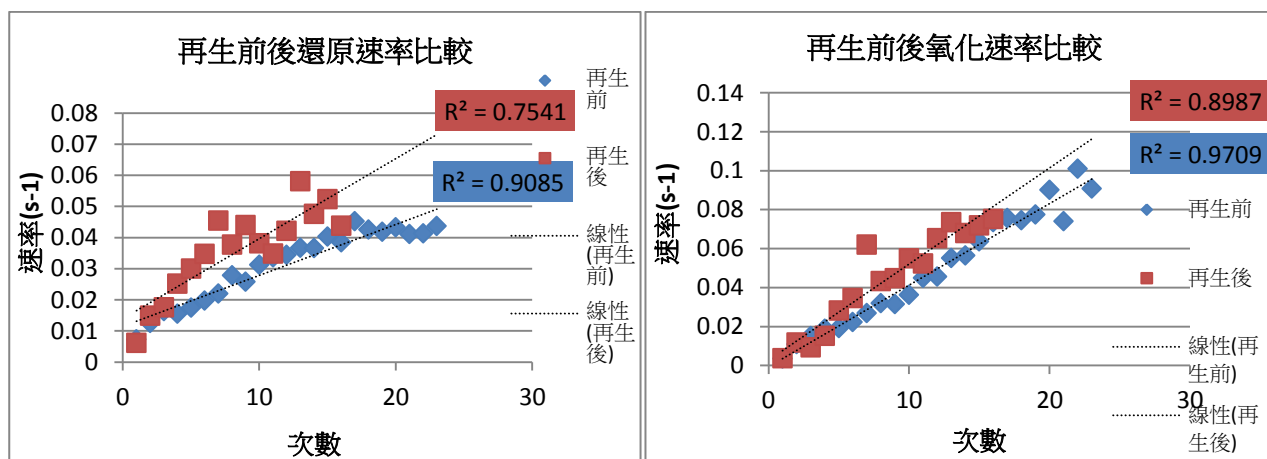 再生前後還原速率比較
再生
前
R² = 0.7541
再生
後
R² = 0.9085
線性
(再生
前)
線性
(再生
後)
0.08
0.07
0.06
0.05
0.04
0.03
0.02
0.01
0
速率(s-1)
0 10 20 30
次數
再生前後氧化速率比較
R² = 0.8987
R² = 0.9709
再生前
再生後
線性(再
生前)
線性(再
生後)
0.14
0.12
0.1
0.08
0.06
0.04
0.02
0
速率(s-1)
0 10 20 30
次數